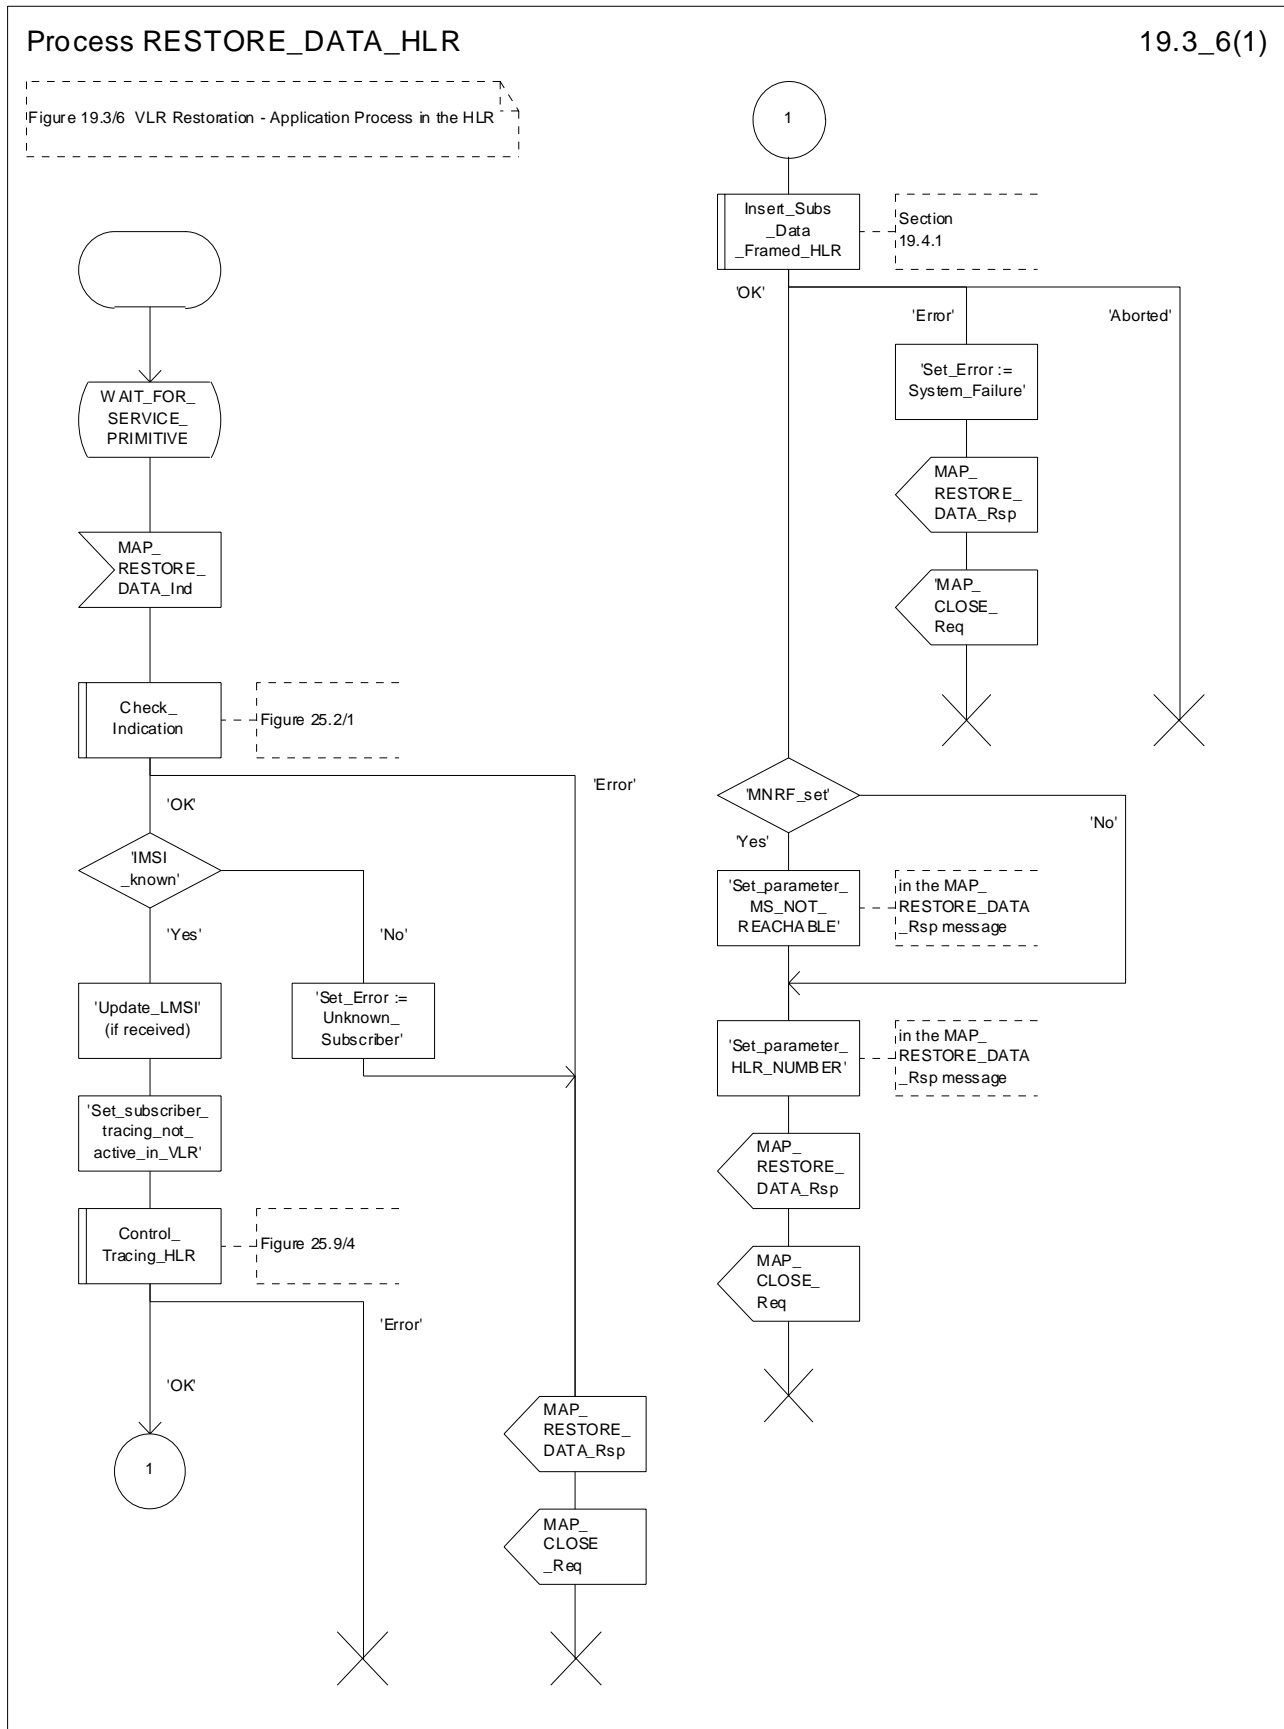 Process RESTORE_DATA_HLR
19.3_6(1)
Figure 19.3/6 VLR Restoration - Application Process in the HLR
WAIT_FOR_
SERVICE_
PRIMITIVE
MAP_
RESTORE_
DATA_Ind
Check_
Indication
Figure 25.2/1
'Error'
'OK'
'IMSI
_known'
'Yes'
'No'
'Update_LMSI'
(if received)
'Set_Error :=
Unknown_
Subscriber'
'Set_subscriber_
tracing_not_
active_in_VLR'
Control_
Tracing_HLR
Figure 25.9/4
'Error'
'OK'
1
MAP_
RESTORE_
DATA_Rsp
MAP_
CLOSE
_Req
1
Insert_Subs
_Data
_Framed_HLR
Section
19.4.1
'OK'
'Error'
'Aborted'
'Set_Error :=
System_Failure'
MAP_
RESTORE_
DATA_Rsp
'MAP_
CLOSE_
Req
'MNRF_set'
'No'
'Yes'
'Set_parameter_
MS_NOT_
REACHABLE'
in the MAP_
RESTORE_DATA
_Rsp message
'Set_parameter_
HLR_NUMBER'
in the MAP_
RESTORE_DATA
_Rsp message
MAP_
RESTORE_
DATA_Rsp
MAP_
CLOSE_
Req